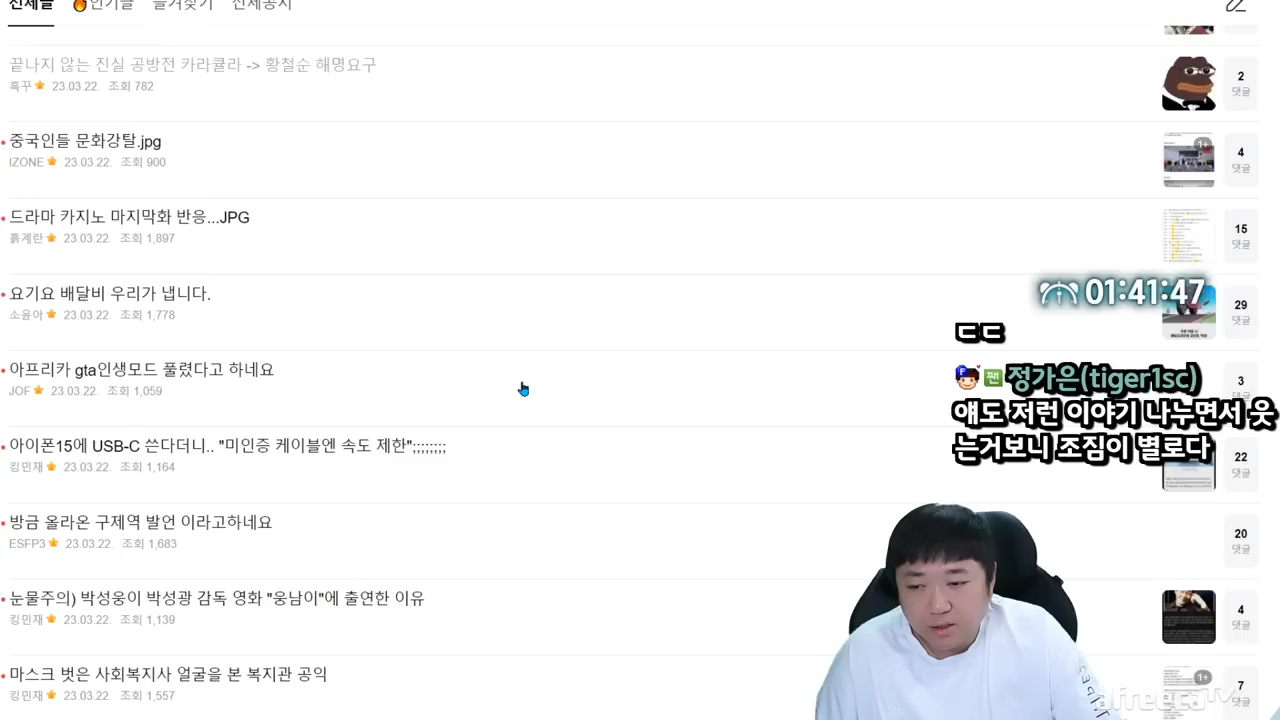 전체글 인기글 즐겨찾기 전체공지
끝나지 않는 진실 공방전 카라큘라 -> 황철순 해명요구
흑꾸 23.03.22. 조회 782
2
댓글
중국인들 문화강탈.jpg
IZONE 23.03.22. 조회 900
1+
4
댓글
드라마 카지노 마지막화 반응...JPG
23.03.22. 조회 1,897
15
댓글
요기요 배달비 우리가 냅니다.
소윤아 23.03.22. 조회 1,778
29
댓글
01:41:47
ㄷㄷ
아프리카 gta인생모드 풀렸다고 하네요
JOF 23.03.22. 조회 1,059
3
댓글
F 팬 정가은(tiger1sc)
얘도 저런 이야기 나누면서 웃
는거보니 조짐이 별로다
아이폰15에 USB-C 쓴다더니.. "미인증 케이블엔 속도 제한";;;;;;;;
킹민재 23.03.22. 조회 1,164
22
댓글
방금 올라온 구제역 발언 이라고하네요
ESFP3 23.03.22. 조회 1,683
20
댓글
눈물주의) 박성웅이 박성광 감독 영화 "웅남이"에 출연한 이유
킹민재 23.03.22. 조회 1,139
4
댓글
마스크 벗은 사회복지사 얼굴을 본 복지관 공익
킹민재 23.03.22. 조회 1,557
1+
댓글
afreecaTV